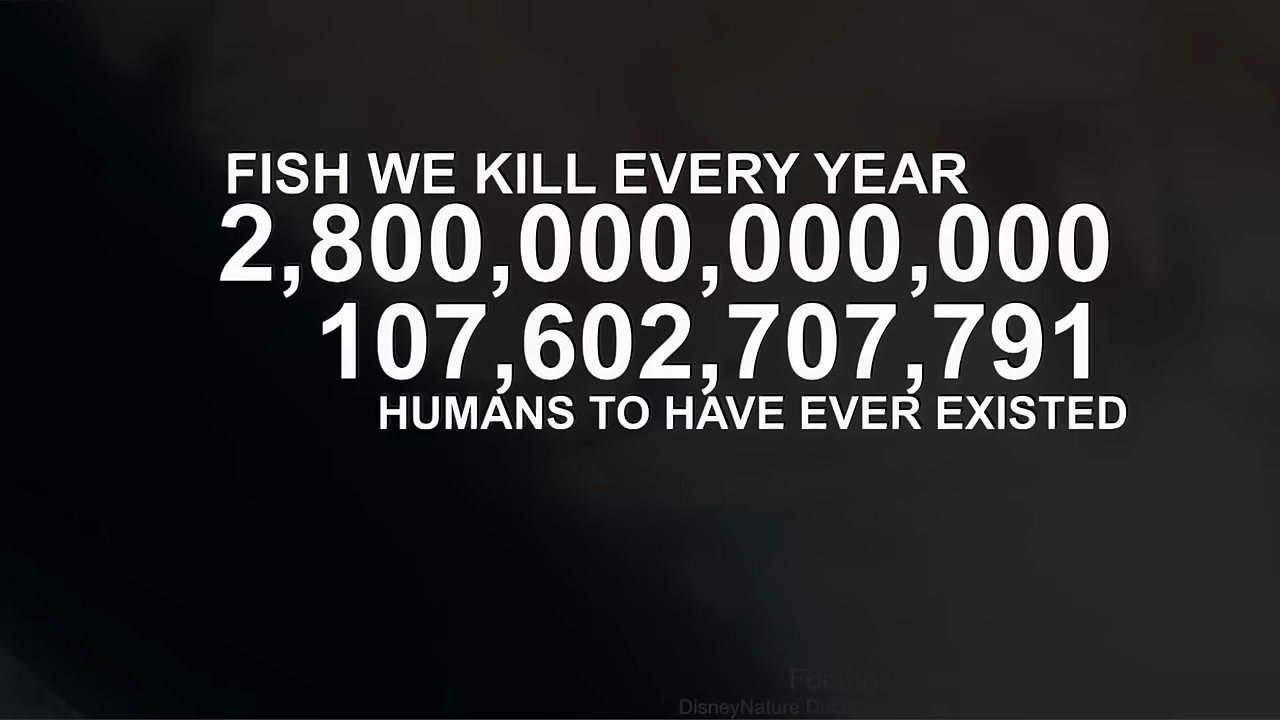 FISH WE KILL EVERY YEAR
2,800,000,000,000
107,602,707,791
HUMANS TO HAVE EVER EXISTED
DisneyNature